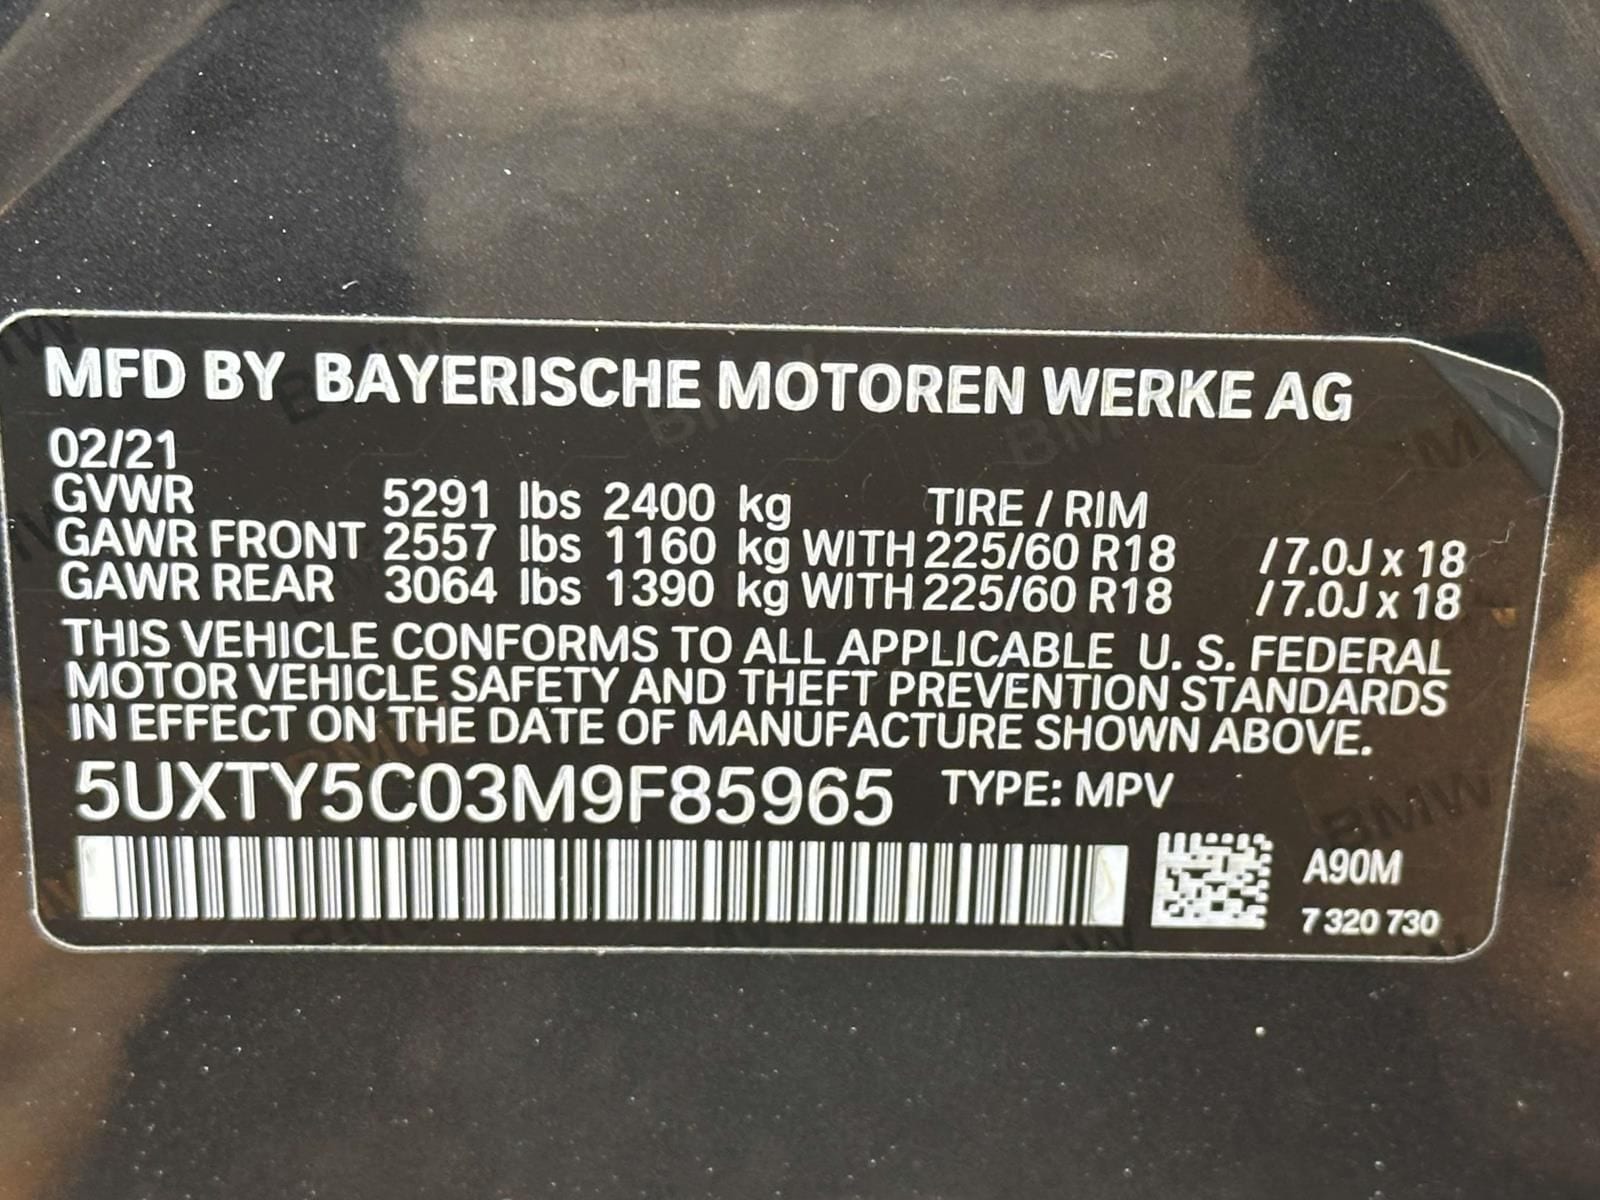 MFD BY BAYERISCHE MOTOREN WERKE AG
02/21
GVWR 5291 lbs 2400 kg TIRE / RIM
GAWR FRONT 2557 lbs 1160 kg WITH 225/60 R18 /7.0J x 18
GAWR REAR 3064 lbs 1390 kg WITH 225/60 R18 /7.0J x 18
THIS VEHICLE CONFORMS TO ALL APPLICABLE U. S. FEDERAL
MOTOR VEHICLE SAFETY AND THEFT PREVENTION STANDARDS
IN EFFECT ON THE DATE OF MANUFACTURE SHOWN ABOVE.
5UXTY5C03M9F85965 TYPE: MPV
A90M
7 320 730